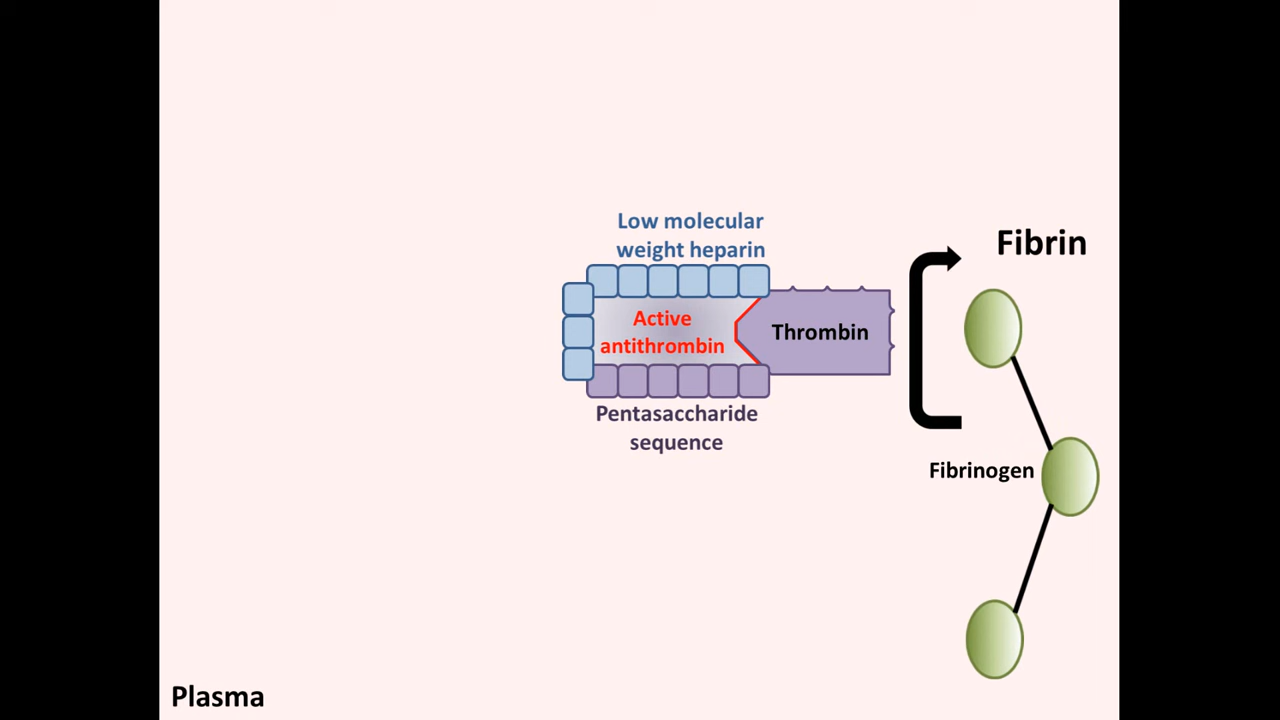 Low molecular
weight heparin
Fibrin
Active
antithrombin
Thrombin
Pentasaccharide
sequence
Fibrinogen
Plasma